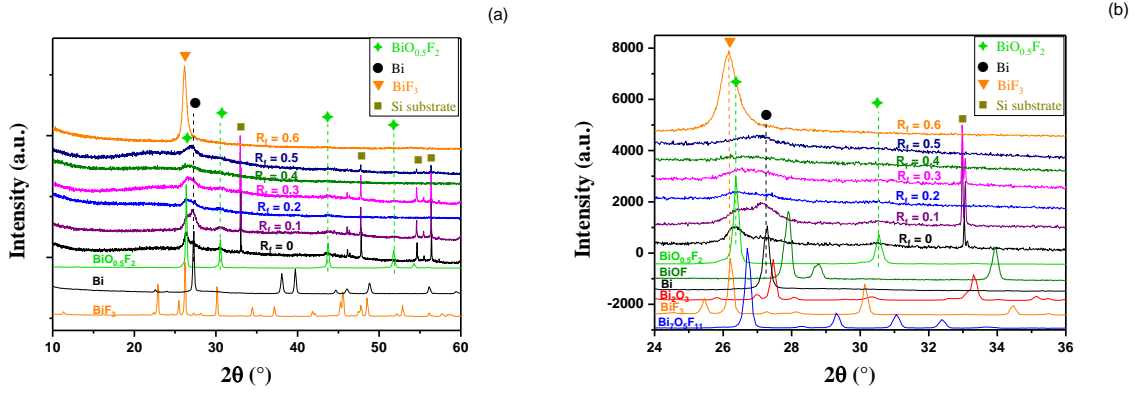 (a)
BiO0.5F2
Bi
BiF3
Si substrate
Rf = 0.6
Rf = 0.5
Rf = 0.4
Rf = 0.3
Rf = 0.2
Rf = 0.1
Rf = 0
BiO0.5F2
Bi
BiF3
Intensity (a.u.)
10 20 30 40 50 60
2θ (°)
(b)
8000
6000
4000
2000
0
-2000
BiO0.5F2
Bi
BiF3
Si substrate
Rf = 0.6
Rf = 0.5
Rf = 0.4
Rf = 0.3
Rf = 0.2
Rf = 0.1
Rf = 0
BiO0.5F2
BiOF
Bi
Bi2O3
BiF3
Bi7O5F11
Intensity (a.u.)
24 26 28 30 32 34 36
2θ (°)